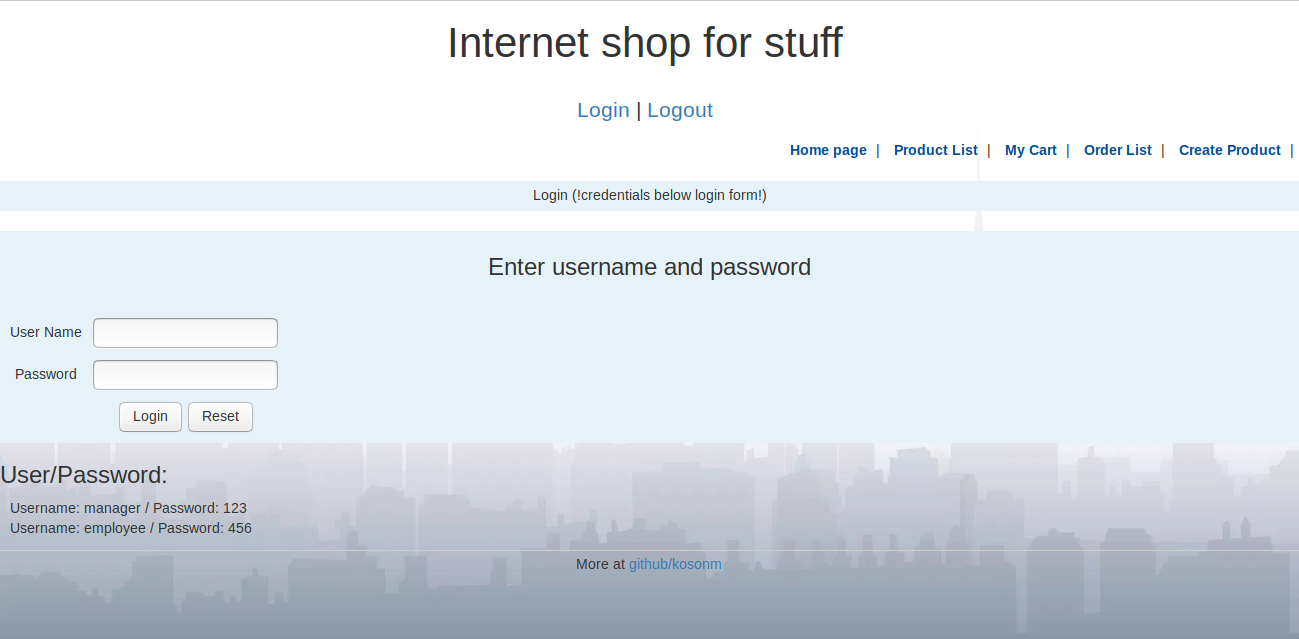 Internet shop for stuff
Login | Logout
Home page | Product List | My Cart | Order List | Create Product |
Login (!credentials below login form!)
Enter username and password
User Name
Password
Login Reset
User/Password:
Username: manager / Password: 123
Username: employee / Password: 456
More at github/kosonm